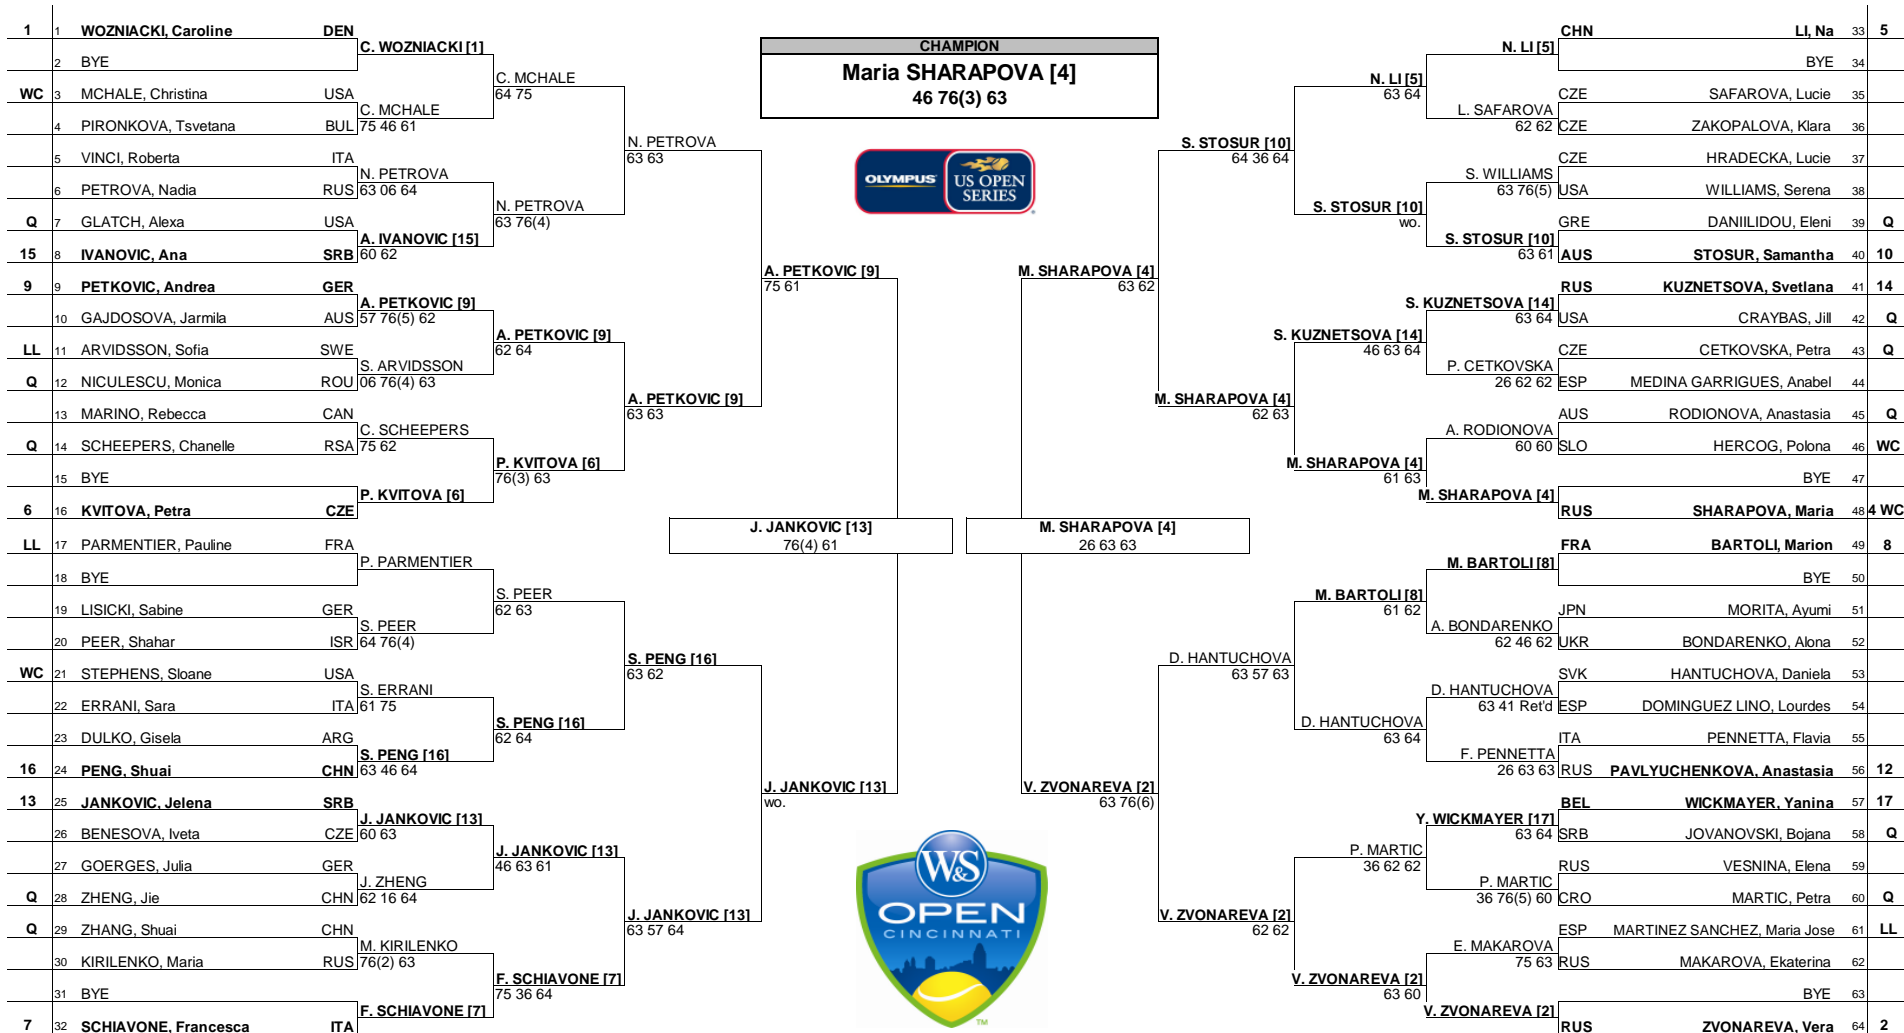 1 1 WOZNIACKI, Caroline DEN
2 BYE
WC 3 MCHALE, Christina USA
4 PIRONKOVA, Tsvetana BUL
5 VINCI, Roberta ITA
6 PETROVA, Nadia RUS
Q 7 GLATCH, Alexa USA
15 8 IVANOVIC, Ana SRB
9 9 PETKOVIC, Andrea GER
10 GAJDOSOVA, Jarmila AUS
LL 11 ARVIDSSON, Sofia SWE
Q 12 NICULESCU, Monica ROU
13 MARINO, Rebecca CAN
Q 14 SCHEEPERS, Chanelle RSA
15 BYE
6 16 KVITOVA, Petra CZE
LL 17 PARMENTIER, Pauline FRA
18 BYE
19 LISICKI, Sabine GER
20 PEER, Shahar ISR
WC 21 STEPHENS, Sloane USA
22 ERRANI, Sara ITA
23 DULKO, Gisela ARG
16 24 PENG, Shuai CHN
13 25 JANKOVIC, Jelena SRB
26 BENESOVA, Iveta CZE
27 GOERGES, Julia GER
Q 28 ZHENG, Jie CHN
Q 29 ZHANG, Shuai CHN
30 KIRILENKO, Maria RUS
31 BYE
7 32 SCHIAVONE, Francesca ITA
C. WOZNIACKI [1]
C. MCHALE
75 46 61
N. PETROVA
63 06 64
A. IVANOVIC [15]
60 62
A. PETKOVIC [9]
57 76(5) 62
S. ARVIDSSON
06 76(4) 63
C. SCHEEPERS
75 62
P. KVITOVA [6]
P. PARMENTIER
S. PEER
64 76(4)
S. ERRANI
61 75
S. PENG [16]
63 46 64
J. JANKOVIC [13]
60 63
J. ZHENG
62 16 64
M. KIRILENKO
76(2) 63
F. SCHIAVONE [7]
C. MCHALE
64 75
N. PETROVA
63 76(4)
A. PETKOVIC [9]
62 64
P. KVITOVA [6]
76(3) 63
S. PEER
62 63
S. PENG [16]
62 64
J. JANKOVIC [13]
46 63 61
F. SCHIAVONE [7]
75 36 64
N. PETROVA
63 63
A. PETKOVIC [9]
63 63
S. PENG [16]
63 62
J. JANKOVIC [13]
63 57 64
A. PETKOVIC [9]
75 61
J. JANKOVIC [13]
wo.
J. JANKOVIC [13]
76(4) 61
CHAMPION
Maria SHARAPOVA [4]
46 76(3) 63
OLYMPUS US OPEN
SERIES
W&S
OPEN
CINCINNATI
TM
M. SHARAPOVA [4]
26 63 63
M. SHARAPOVA [4]
63 62
V. ZVONAREVA [2]
63 76(6)
S. STOSUR [10]
64 36 64
M. SHARAPOVA [4]
62 63
D. HANTUCHOVA
63 57 63
V. ZVONAREVA [2]
62 62
N. LI [5]
63 64
S. STOSUR [10]
wo.
S. KUZNETSOVA [14]
46 63 64
M. SHARAPOVA [4]
61 63
M. BARTOLI [8]
61 62
D. HANTUCHOVA
63 64
P. MARTIC
36 62 62
V. ZVONAREVA [2]
63 60
N. LI [5]
L. SAFAROVA
62 62
S. WILLIAMS
63 76(5)
S. STOSUR [10]
63 61
S. KUZNETSOVA [14]
63 64
P. CETKOVSKA
26 62 62
A. RODIONOVA
60 60
M. SHARAPOVA [4]
M. BARTOLI [8]
A. BONDARENKO
62 46 62
D. HANTUCHOVA
63 41 Ret'd
F. PENNETTA
26 63 63
Y. WICKMAYER [17]
63 64
P. MARTIC
36 76(5) 60
E. MAKAROVA
75 63
V. ZVONAREVA [2]
CHN LI, Na 33 5
BYE 34
CZE SAFAROVA, Lucie 35
CZE ZAKOPALOVA, Klara 36
CZE HRADECKA, Lucie 37
USA WILLIAMS, Serena 38
GRE DANIILIDOU, Eleni 39 Q
AUS STOSUR, Samantha 40 10
RUS KUZNETSOVA, Svetlana 41 14
USA CRAYBAS, Jill 42 Q
CZE CETKOVSKA, Petra 43 Q
ESP MEDINA GARRIGUES, Anabel 44
AUS RODIONOVA, Anastasia 45 Q
SLO HERCOG, Polona 46 WC
BYE 47
RUS SHARAPOVA, Maria 48 4 WC
FRA BARTOLI, Marion 49 8
BYE 50
JPN MORITA, Ayumi 51
UKR BONDARENKO, Alona 52
SVK HANTUCHOVA, Daniela 53
ESP DOMINGUEZ LINO, Lourdes 54
ITA PENNETTA, Flavia 55
RUS PAVLYUCHENKOVA, Anastasia 56 12
BEL WICKMAYER, Yanina 57 17
SRB JOVANOVSKI, Bojana 58 Q
RUS VESNINA, Elena 59
CRO MARTIC, Petra 60 Q
ESP MARTINEZ SANCHEZ, Maria Jose 61 LL
RUS MAKAROVA, Ekaterina 62
BYE 63
RUS ZVONAREVA, Vera 64 2